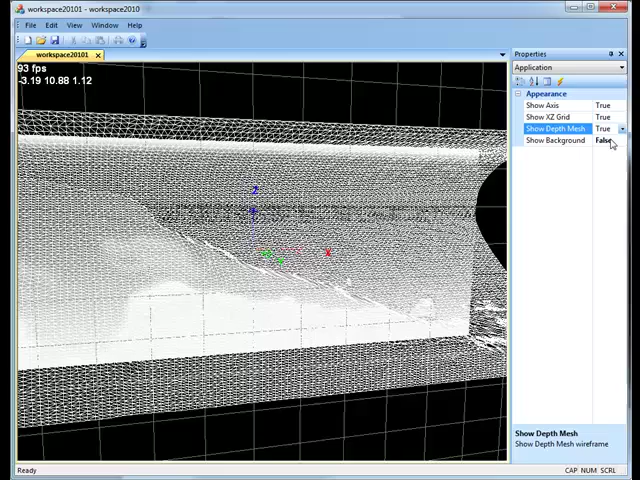 workspace20101 - workspace2010
File Edit View Window Help
workspace20101
93 fps
-3.19 10.88 1.12
Z
X
Properties
Application
Appearance
Show Axis True
Show XZ Grid True
Show Depth Mesh True
Show Background False
Show Depth Mesh
Show Depth Mesh wireframe
Ready
CAP NUM SCRL